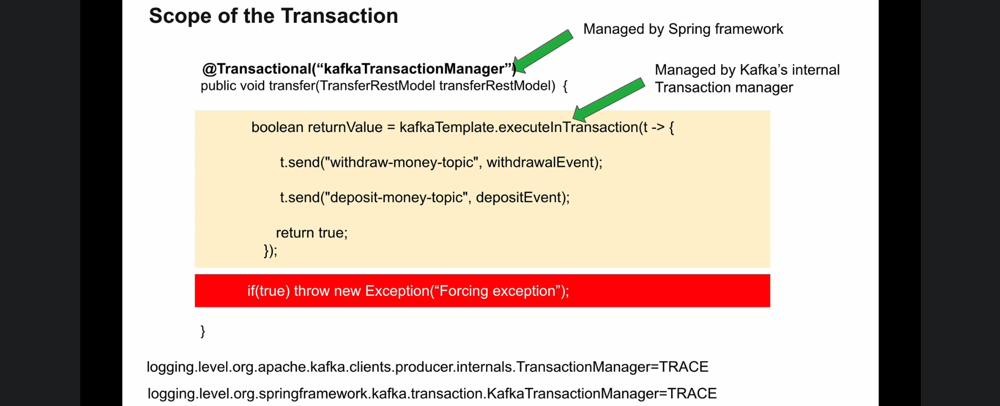 Scope of the Transaction
Managed by Spring framework
@Transactional(“kafkaTransactionManager”)
public void transfer(TransferRestModel transferRestModel) {
Managed by Kafka’s internal
Transaction manager
boolean returnValue = kafkaTemplate.executeInTransaction(t -> {
t.send("withdraw-money-topic", withdrawalEvent);
t.send("deposit-money-topic", depositEvent);
return true;
});
if(true) throw new Exception(“Forcing exception”);
}
logging.level.org.apache.kafka.clients.producer.internals.TransactionManager=TRACE
logging.level.org.springframework.kafka.transaction.KafkaTransactionManager=TRACE